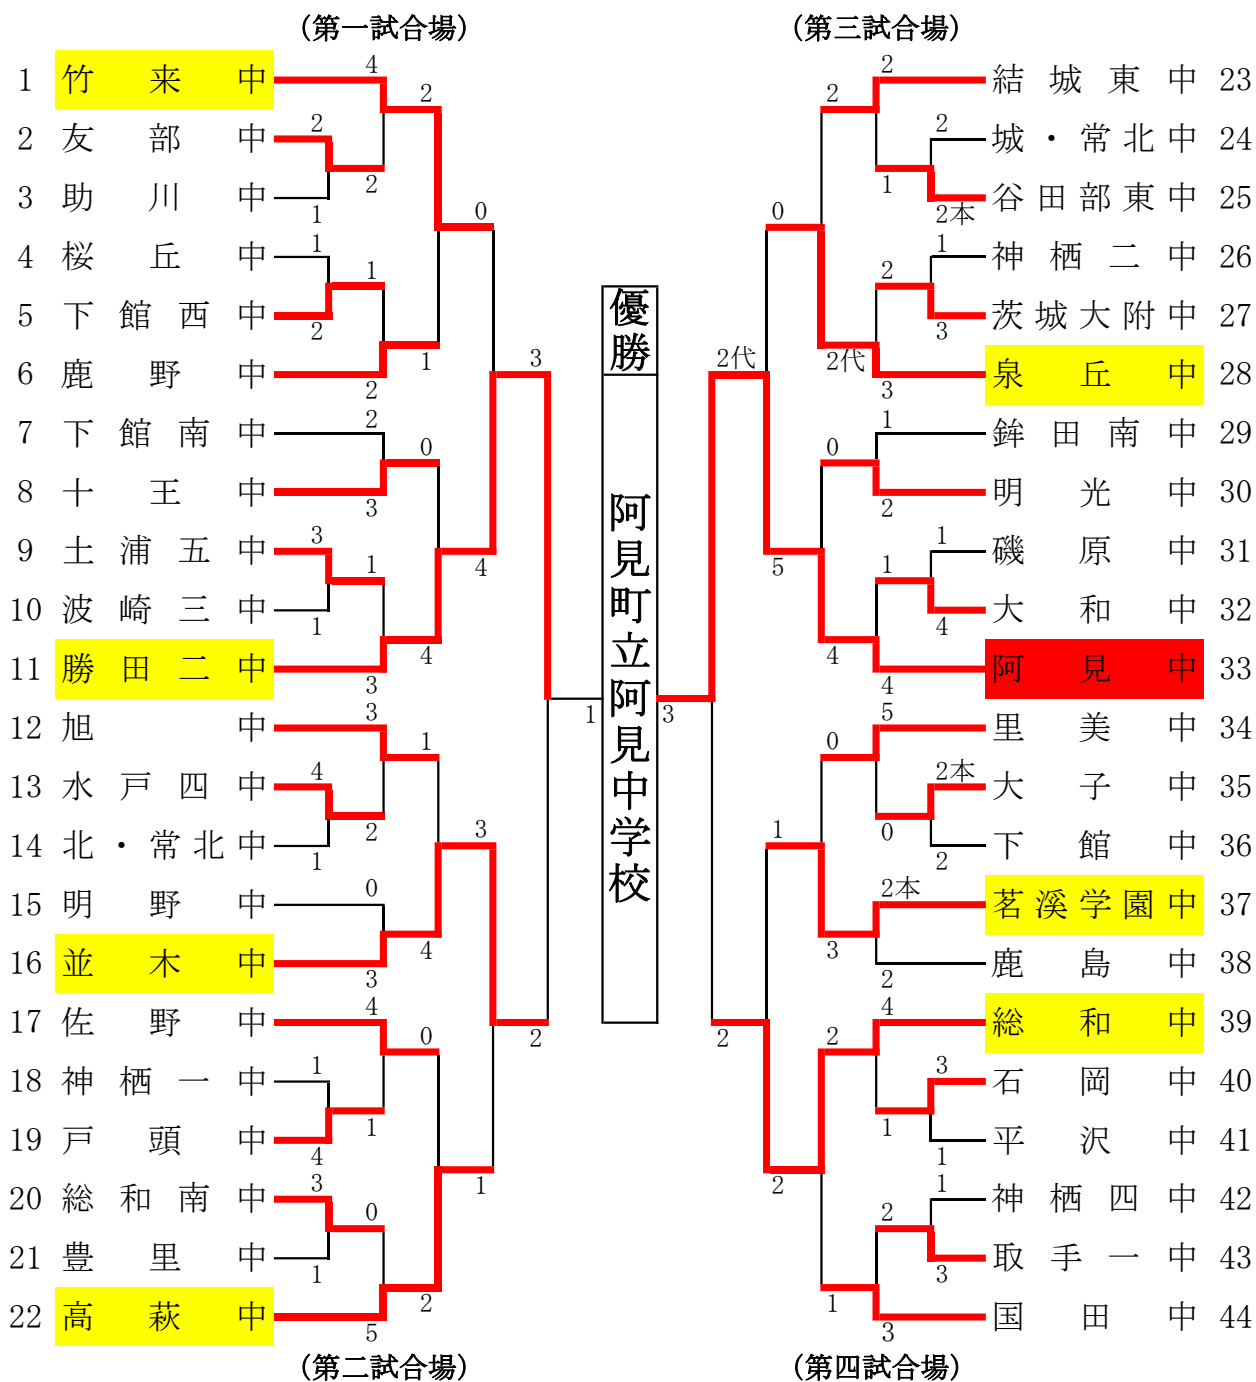 (第一試合場)
(第三試合場)
1 竹来中 4
2 友部中 2
3 助川中 1
2
2
4 桜丘中 1
5 下館西中 2
1
6 鹿野中 2
1
0
7 下館南中 2
8 十王中 3
0
9 土浦五中 3
10 波崎三中 1
1
11 勝田二中 3
4
4
3
12 旭中 3
13 水戸四中 4
14 北・常北中 1
2
1
15 明野中 0
16 並木中 3
4
3
17 佐野中 4
18 神栖一中 1
19 戸頭中 4
1
0
20 総和南中 3
21 豊里中 1
0
22 高萩中 5
2
1
2
1
優勝
阿見町立阿見中学校
3
2 結城東中 23
2 城・常北中 24
2本 谷田部東中 25
1
2
1 神栖二中 26
3 茨城大附中 27
2
3 泉丘中 28
2代
0
1 鉾田南中 29
2 明光中 30
0
1 磯原中 31
4 大和中 32
1
4 阿見中 33
4
5
2代
5 里美中 34
2本 大子中 35
2 下館中 36
0
0
2本 茗溪学園中 37
2 鹿島中 38
3
1
4 総和中 39
3 石岡中 40
1 平沢中 41
1
2
1 神栖四中 42
3 取手一中 43
2
3 国田中 44
1
2
2
(第二試合場)
(第四試合場)